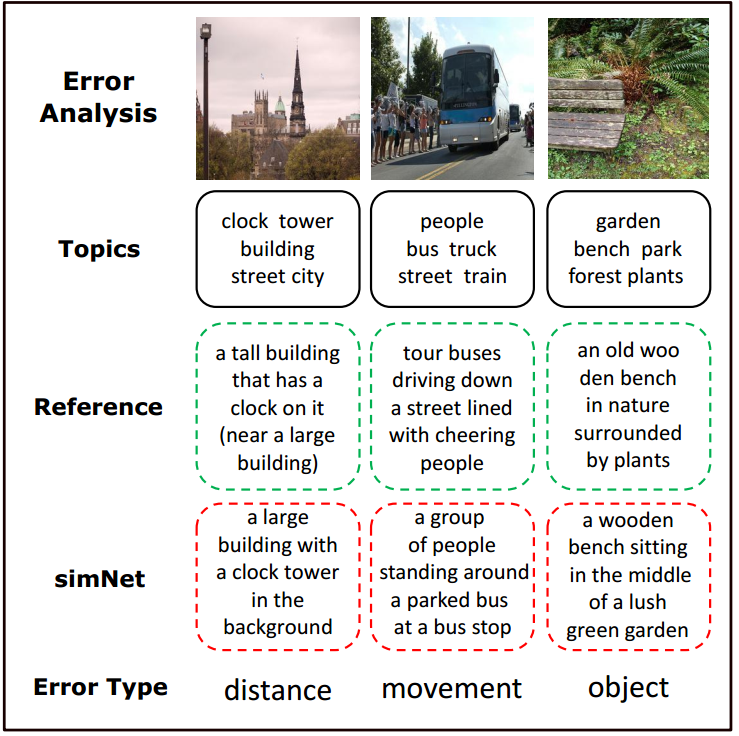 Error
Analysis
Topics
clock tower
building
street city
people
bus truck
street train
garden
bench park
forest plants
Reference
a tall building
that has a
clock on it
(near a large
building)
tour buses
driving down
a street lined
with cheering
people
an old woo
den bench
in nature
surrounded
by plants
simNet
a large
building with
a clock tower
in the
background
a group
of people
standing around
a parked bus
at a bus stop
a wooden
bench sitting
in the middle
of a lush
green garden
Error Type
distance
movement
object